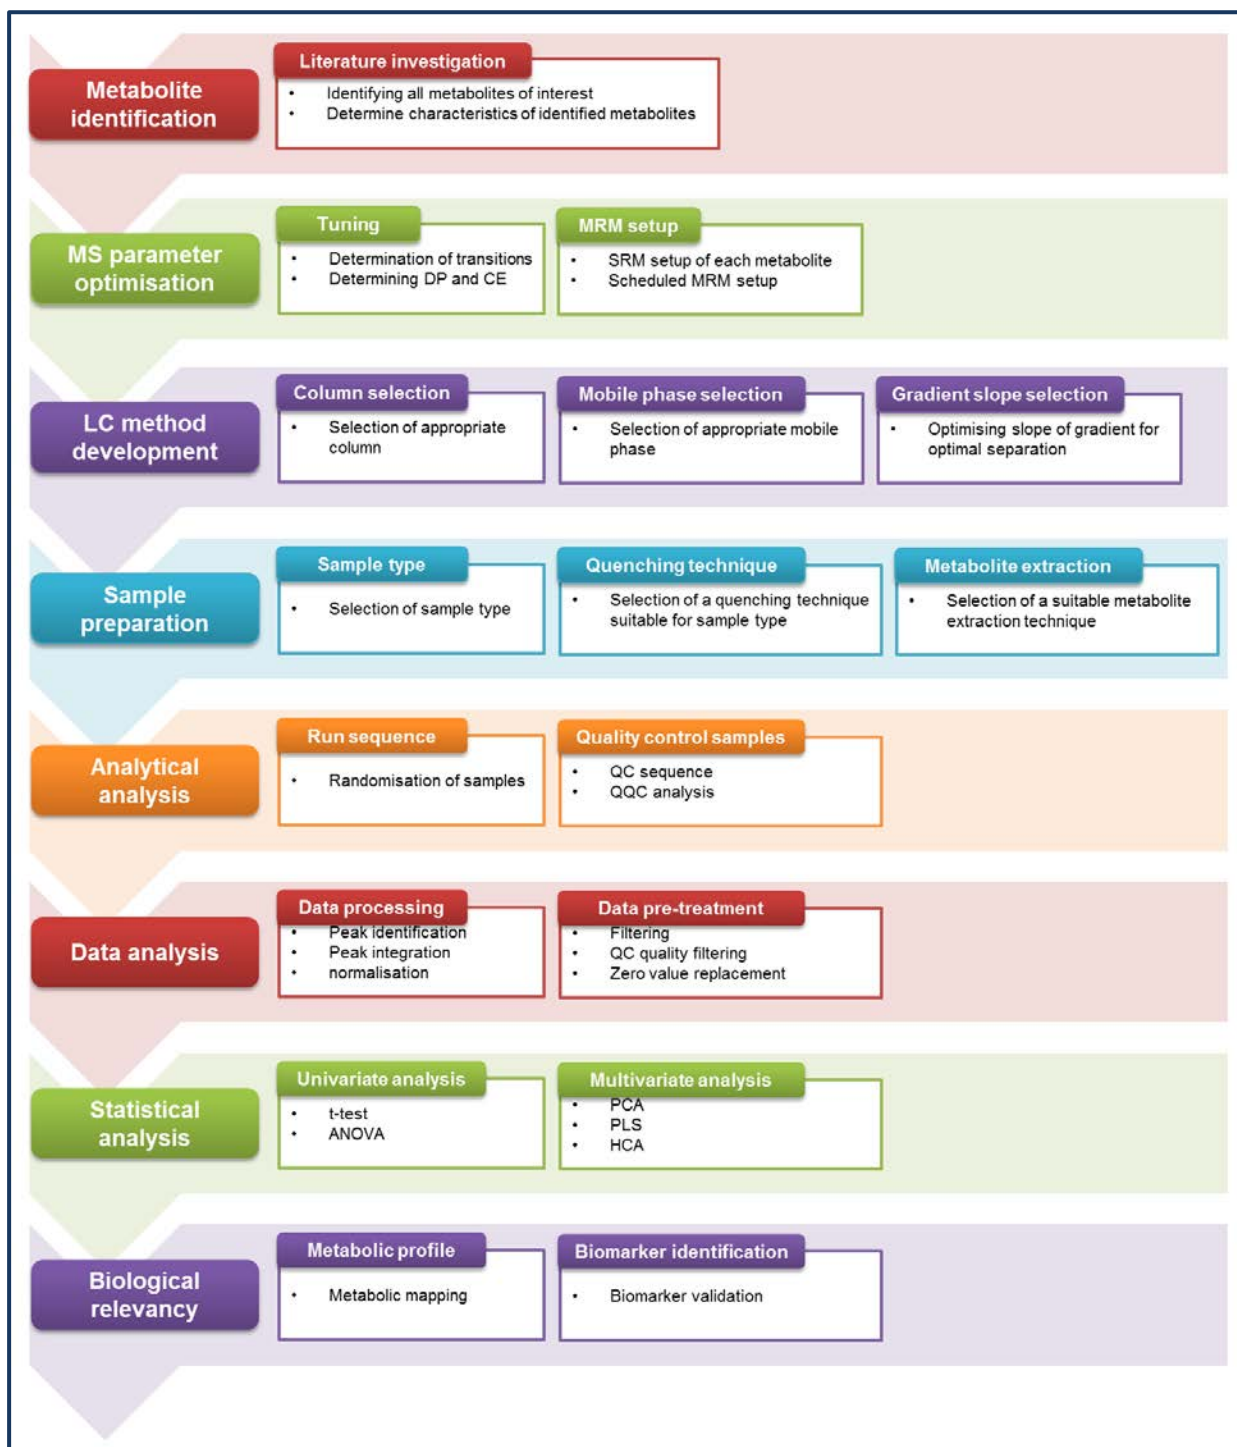 Metabolite
identification
Literature investigation
• Identifying all metabolites of interest
• Determine characteristics of identified metabolites
MS parameter
optimisation
Tuning
• Determination of transitions
• Determining DP and CE
MRM setup
• SRM setup of each metabolite
• Scheduled MRM setup
LC method
development
Column selection
• Selection of appropriate
column
Mobile phase selection
• Selection of appropriate mobile
phase
Gradient slope selection
• Optimising slope of gradient for
optimal separation
Sample
preparation
Sample type
• Selection of sample type
Quenching technique
• Selection of a quenching technique
suitable for sample type
Metabolite extraction
• Selection of a suitable metabolite
extraction technique
Analytical
analysis
Run sequence
• Randomisation of samples
Quality control samples
• QC sequence
• QQC analysis
Data analysis
Data processing
• Peak identification
• Peak integration
• normalisation
Data pre-treatment
• Filtering
• QC quality filtering
• Zero value replacement
Statistical
analysis
Univariate analysis
• t-test
• ANOVA
Multivariate analysis
• PCA
• PLS
• HCA
Biological
relevancy
Metabolic profile
• Metabolic mapping
Biomarker identification
• Biomarker validation